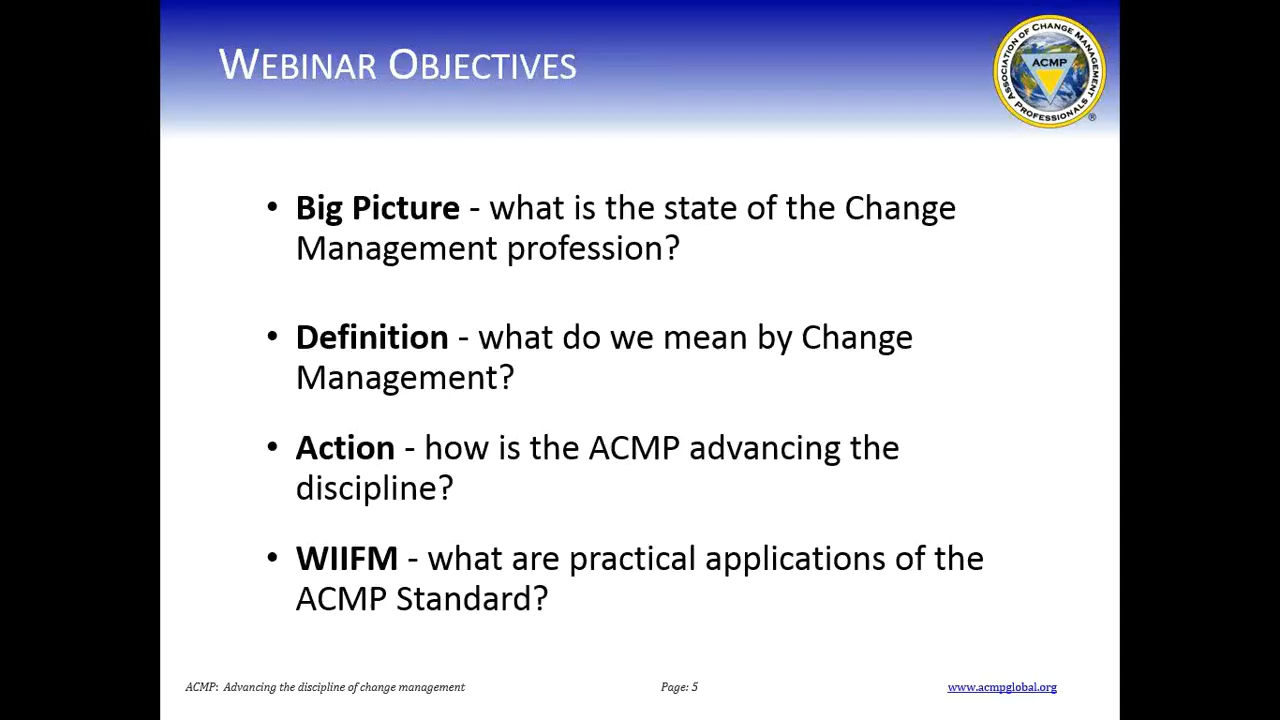 WEBINAR OBJECTIVES
ASSOCIATION OF CHANGE MANAGEMENT
ACMP
PROFESSIONALS
®
• Big Picture - what is the state of the Change
Management profession?
• Definition - what do we mean by Change
Management?
• Action - how is the ACMP advancing the
discipline?
• WIIFM - what are practical applications of the
ACMP Standard?
ACMP: Advancing the discipline of change management
Page: 5
www.acmpglobal.org